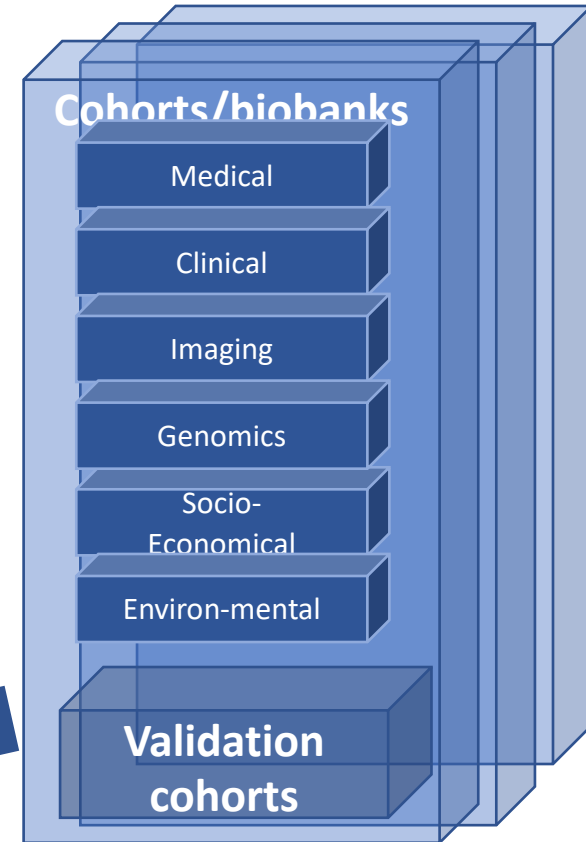 Cohorts/biobanks
Medical
Clinical
Imaging
Genomics
Socio-
Economical
Environ-mental
Validation
cohorts